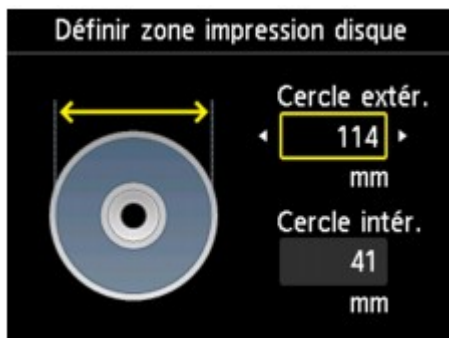 Définir zone impression disque
Cercle extér.
114
mm
Cercle intér.
41
mm